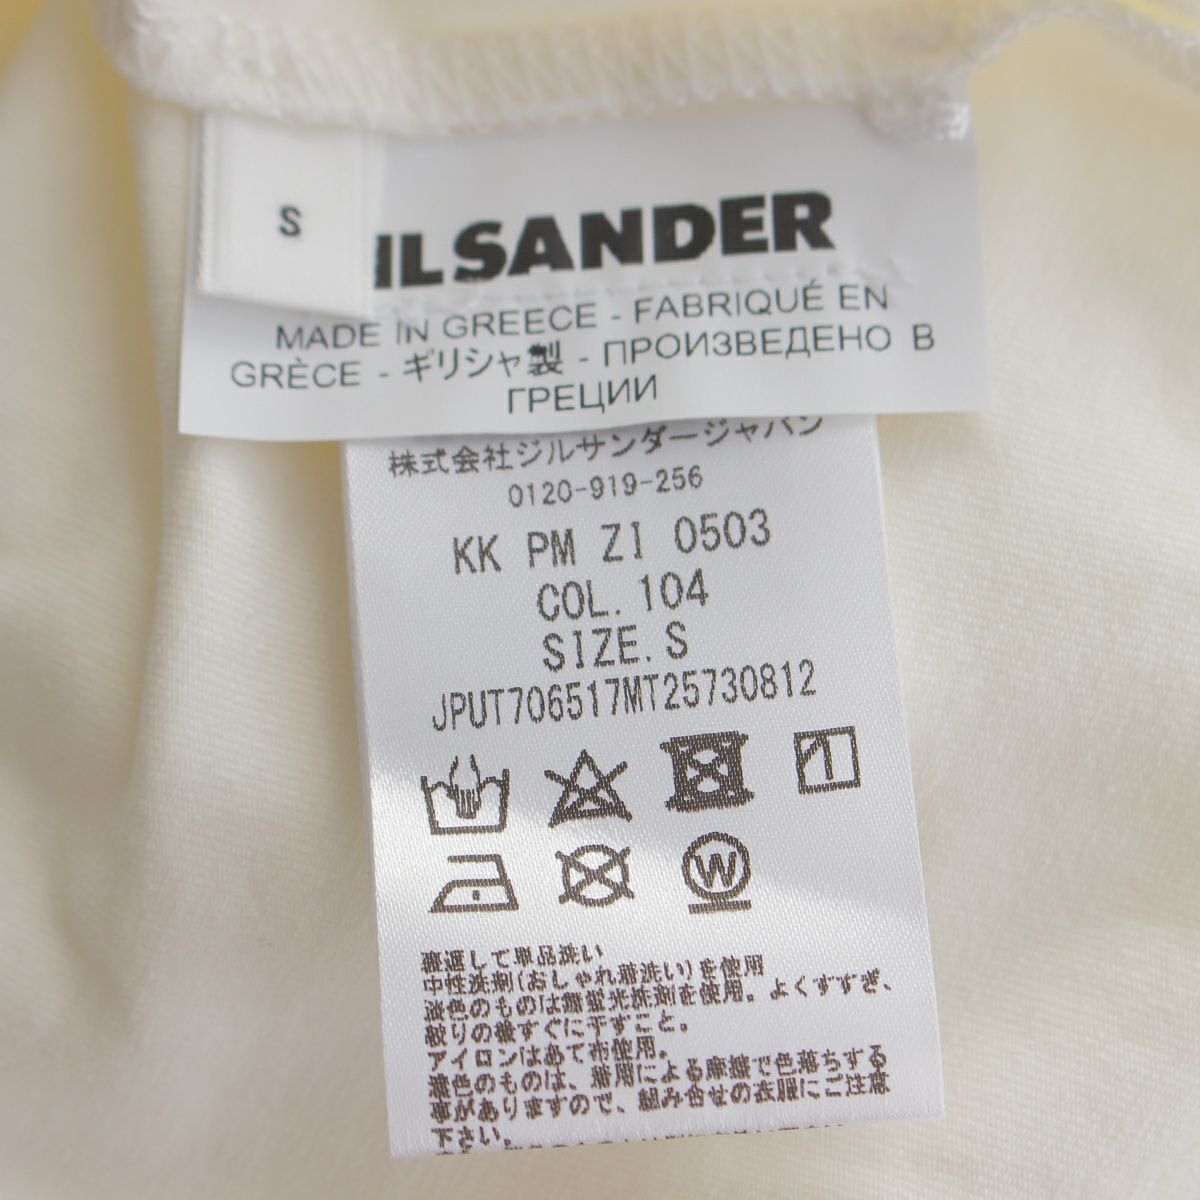 S
JIL SANDER
MADE IN GREECE - FABRIQUÉ EN
GRÈCE - ギリシャ製 - ПРОИЗВЕДЕНО В
ГРЕЦИИ
株式会社ジルサンダージャパン
0120-919-256
KK PM ZI 0503
COL.104
SIZE.S
JPUT706517MT25730812
W
裏返して単品洗い
中性洗剤(おしゃれ着洗い)を使用
淡色のものは無蛍光洗剤を使用。よくすすぎ、
絞りの後すぐに干すこと。
アイロンはあて布使用。
濃色のものは、着用による摩擦で色落ちする
事がありますので、組み合せの衣服にご注意
下さい。